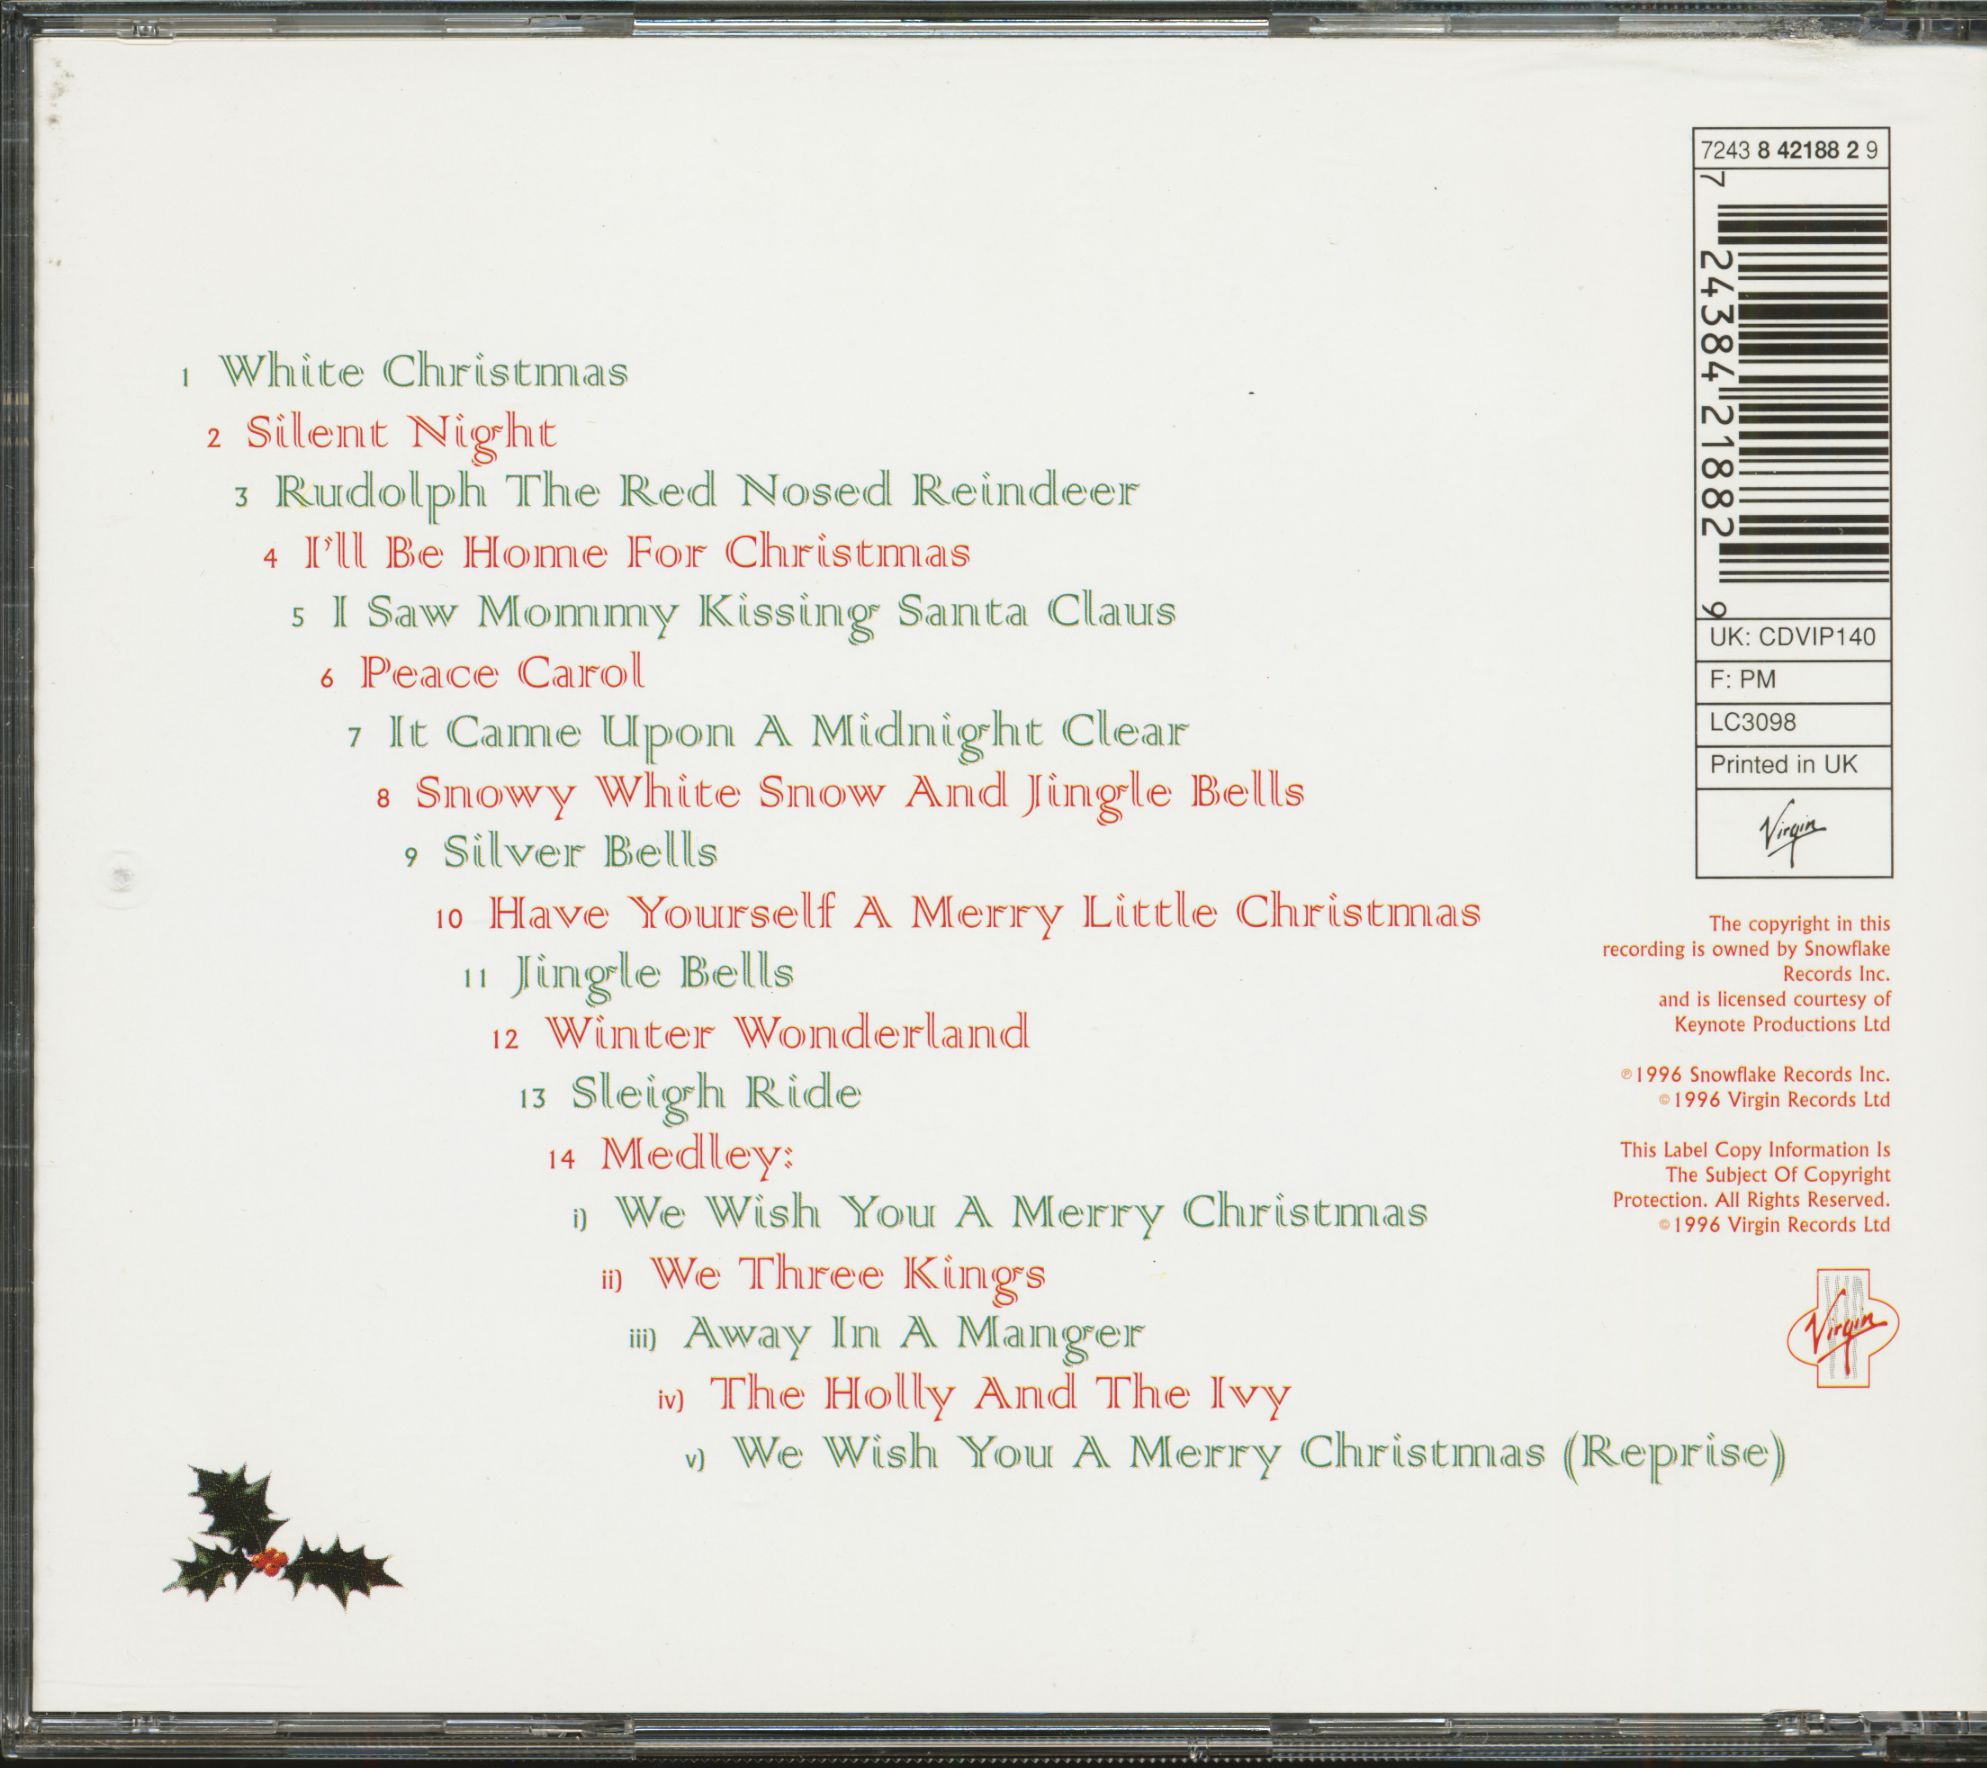 1 White Christmas
2 Silent Night
3 Rudolph The Red Nosed Reindeer
4 I'll Be Home For Christmas
5 I Saw Mommy Kissing Santa Claus
6 Peace Carol
7 It Came Upon A Midnight Clear
8 Snowy White Snow And Jingle Bells
9 Silver Bells
10 Have Yourself A Merry Little Christmas
11 Jingle Bells
12 Winter Wonderland
13 Sleigh Ride
14 Medley:
i) We Wish You A Merry Christmas
ii) We Three Kings
iii) Away In A Manger
iv) The Holly And The Ivy
v) We Wish You A Merry Christmas (Reprise)
7243 8 42188 2 9
7 24384 21882 9
UK: CDVIP140
F: PM
LC3098
Printed in UK
Virgin
The copyright in this
recording is owned by Snowflake
Records Inc.
and is licensed courtesy of
Keynote Productions Ltd
℗1996 Snowflake Records Inc.
©1996 Virgin Records Ltd
This Label Copy Information Is
The Subject Of Copyright
Protection. All Rights Reserved.
©1996 Virgin Records Ltd
Virgin